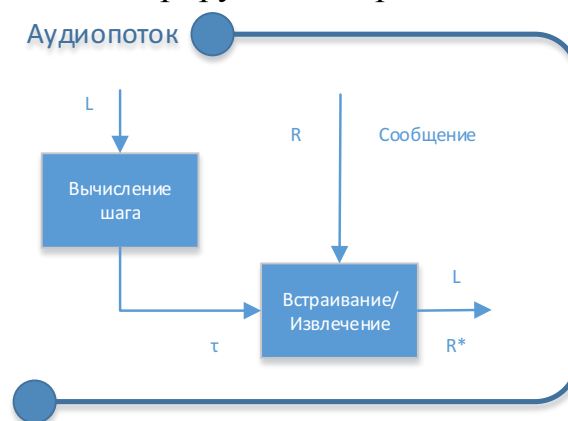 Аудиопоток
L
R
Сообщение
Вычисление
шага
Встраивание/
Извлечение
L
τ
R*